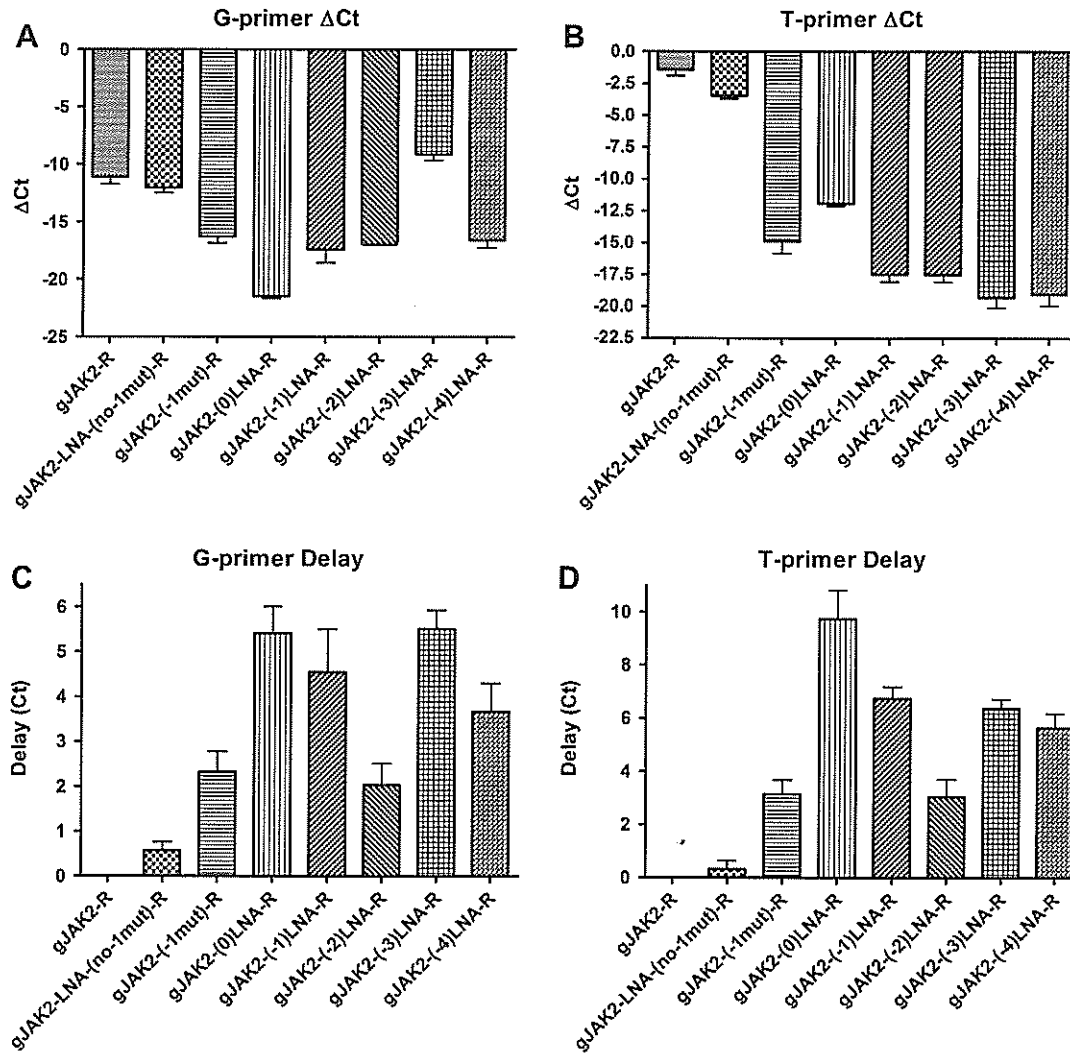 A
G-primer ΔCt
0
-5
-10
-15
-20
-25
ΔCt
gJAK2-R
gJAK2-LNA-(no-1mut)-R
gJAK2-(-1mut)-R
gJAK2-(0)LNA-R
gJAK2-(-1)LNA-R
gJAK2-(-2)LNA-R
gJAK2-(-3)LNA-R
gJAK2-(-4)LNA-R
B
T-primer ΔCt
0.0
-2.5
-5.0
-7.5
-10.0
-12.5
-15.0
-17.5
-20.0
-22.5
ΔCt
gJAK2-R
gJAK2-LNA-(no-1mut)-R
gJAK2-(-1mut)-R
gJAK2-(0)LNA-R
gJAK2-(-1)LNA-R
gJAK2-(-2)LNA-R
gJAK2-(-3)LNA-R
gJAK2-(-4)LNA-R
C
G-primer Delay
6
5
4
3
2
1
0
Delay (Ct)
gJAK2-R
gJAK2-LNA-(no-1mut)-R
gJAK2-(-1mut)-R
gJAK2-(0)LNA-R
gJAK2-(-1)LNA-R
gJAK2-(-2)LNA-R
gJAK2-(-3)LNA-R
gJAK2-(-4)LNA-R
D
T-primer Delay
10
8
6
4
2
0
Delay (Ct)
gJAK2-R
gJAK2-LNA-(no-1mut)-R
gJAK2-(-1mut)-R
gJAK2-(0)LNA-R
gJAK2-(-1)LNA-R
gJAK2-(-2)LNA-R
gJAK2-(-3)LNA-R
gJAK2-(-4)LNA-R